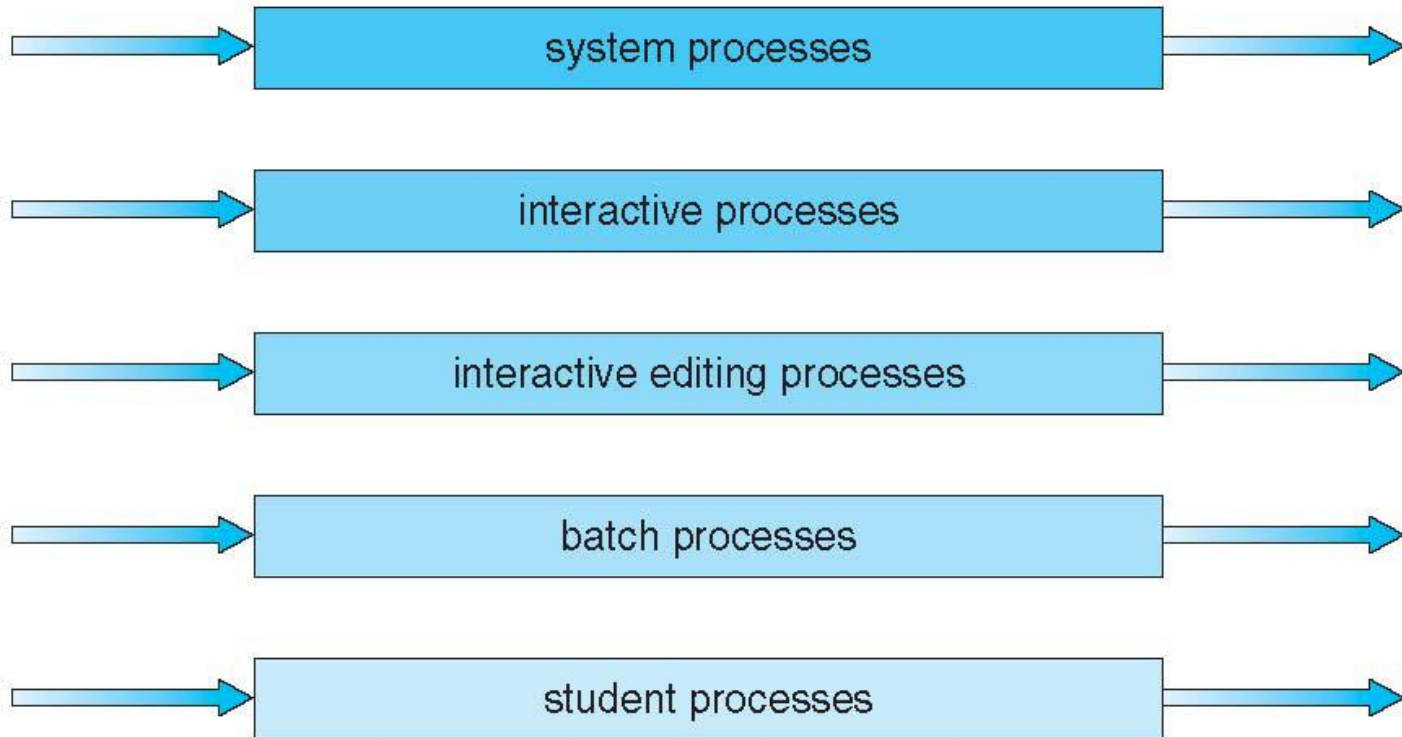 system processes
interactive processes
interactive editing processes
batch processes
student processes